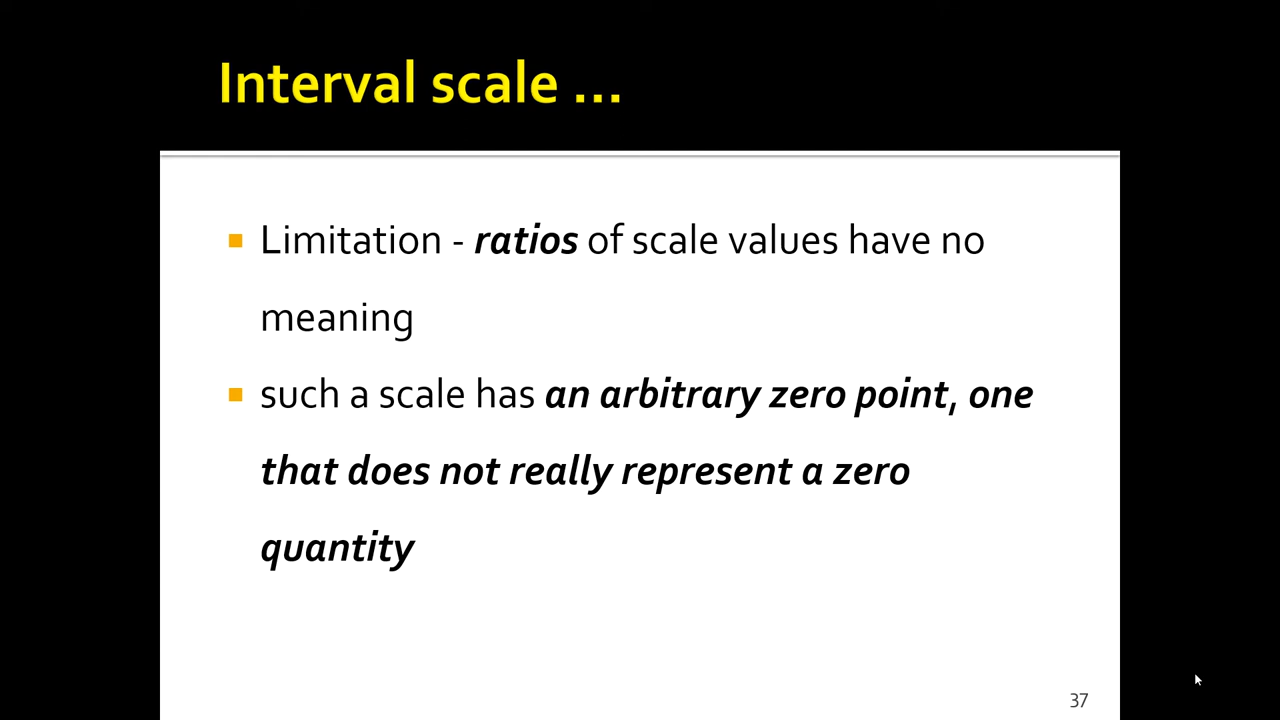 Interval scale ...
Limitation - ratios of scale values have no
meaning
such a scale has an arbitrary zero point, one
that does not really represent a zero
quantity
37